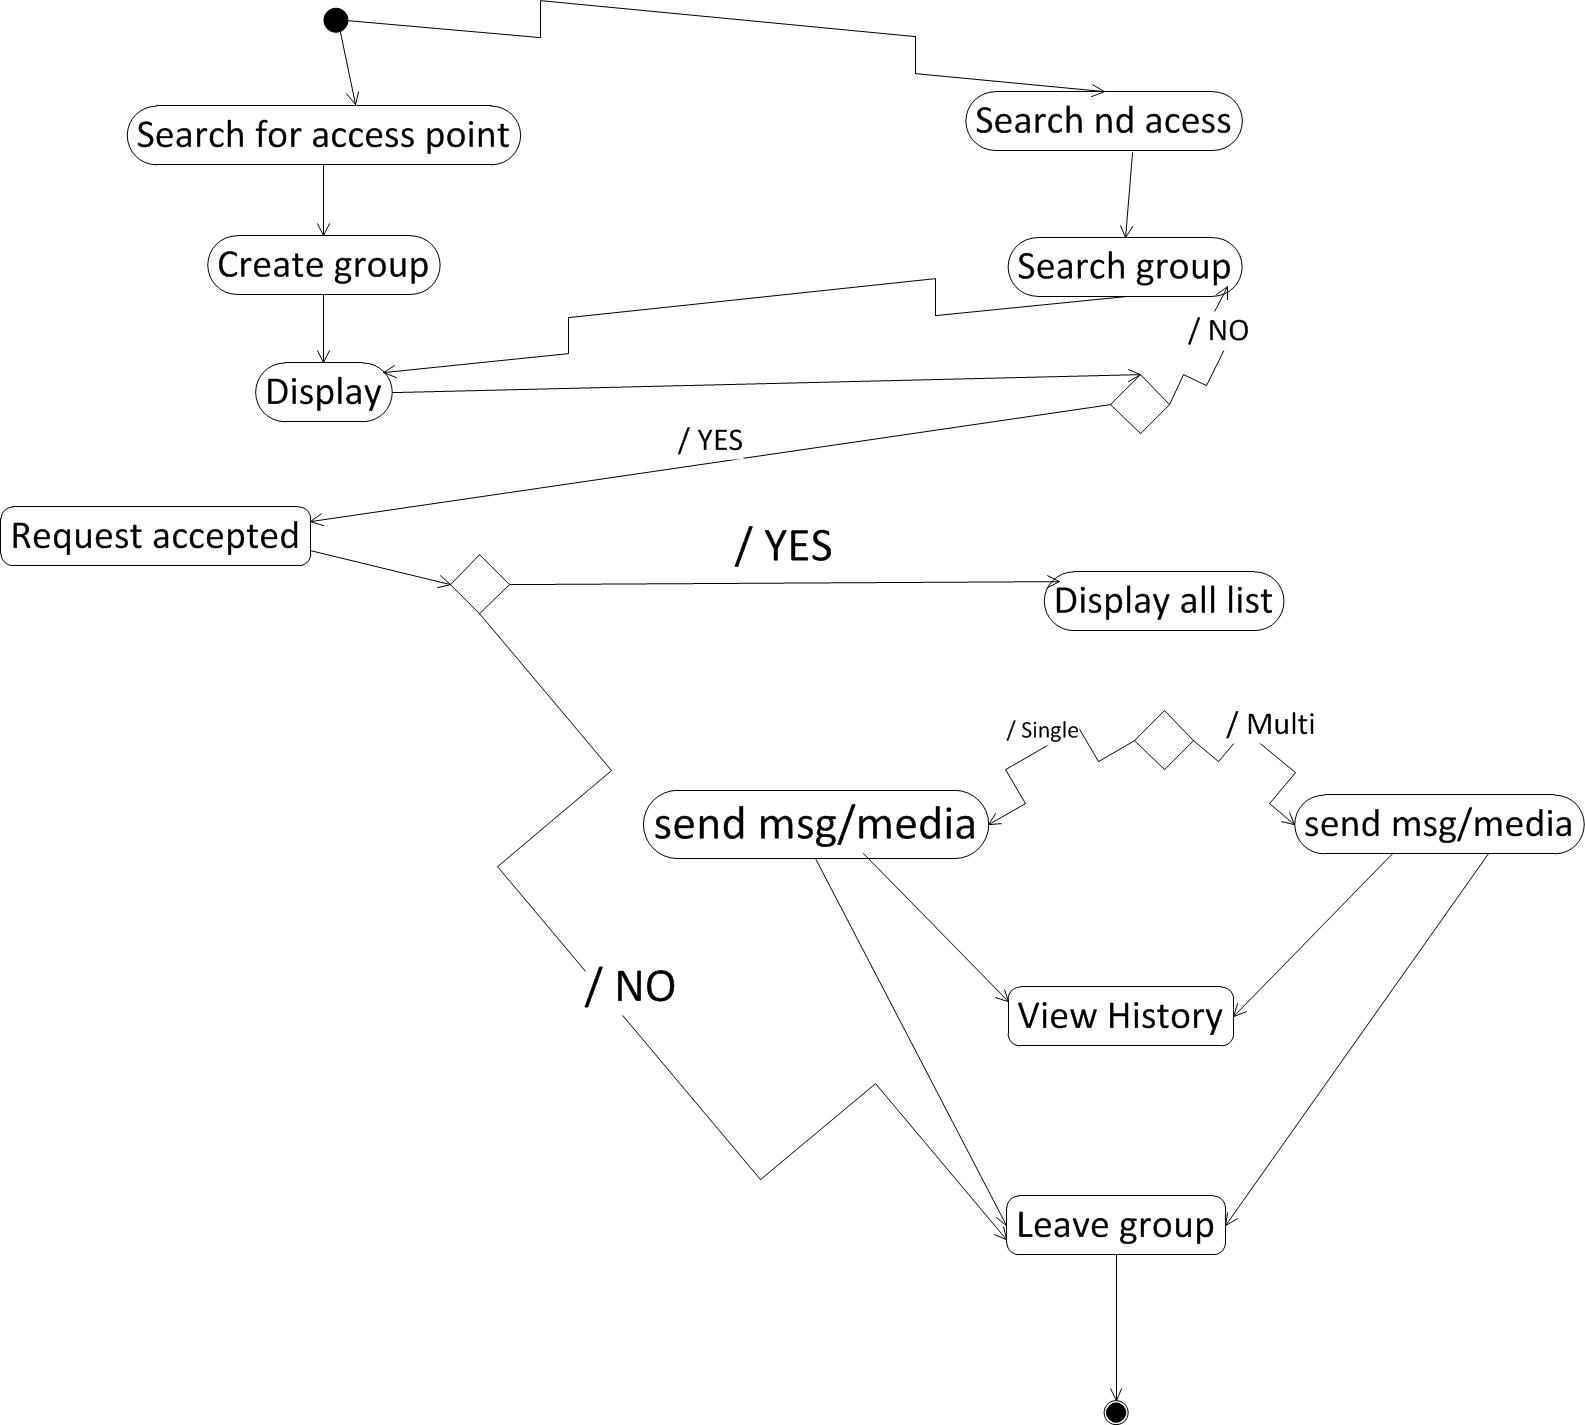 Search for access point
Search nd acess
Create group
Search group
/ NO
Display
/ YES
Request accepted
/ YES
Display all list
/ Single
/ Multi
send msg/media
send msg/media
/ NO
View History
Leave group